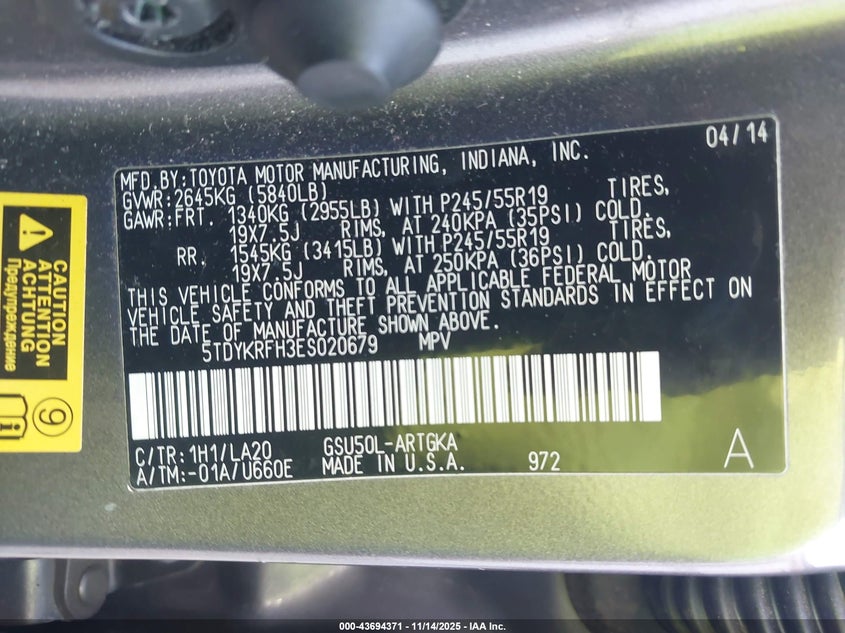 04/14
MFD.BY:TOYOTA MOTOR MANUFACTURING, INDIANA, INC.
GVWR:2645KG (5840LB)
GAWR:FRT. 1340KG (2955LB) WITH P245/55R19 TIRES,
19X7.5J RIMS, AT 240KPA (35PSI) COLD.
RR. 1545KG (3415LB) WITH P245/55R19 TIRES,
19X7.5J RIMS, AT 250KPA (36PSI) COLD.
THIS VEHICLE CONFORMS TO ALL APPLICABLE FEDERAL MOTOR
VEHICLE SAFETY AND THEFT PREVENTION STANDARDS IN EFFECT ON
THE DATE OF MANUFACTURE SHOWN ABOVE.
5TDYKRFH3ES020679 MPV
C/TR:1H1/LA20 GSU50L-ARTGKA
A/TM:-01A/U660E MADE IN U.S.A. 972 A
CAUTION
ATTENTION
ACHTUNG
Предупреждение
9
000-43694371 | 11/14/2025 | IAA Inc.